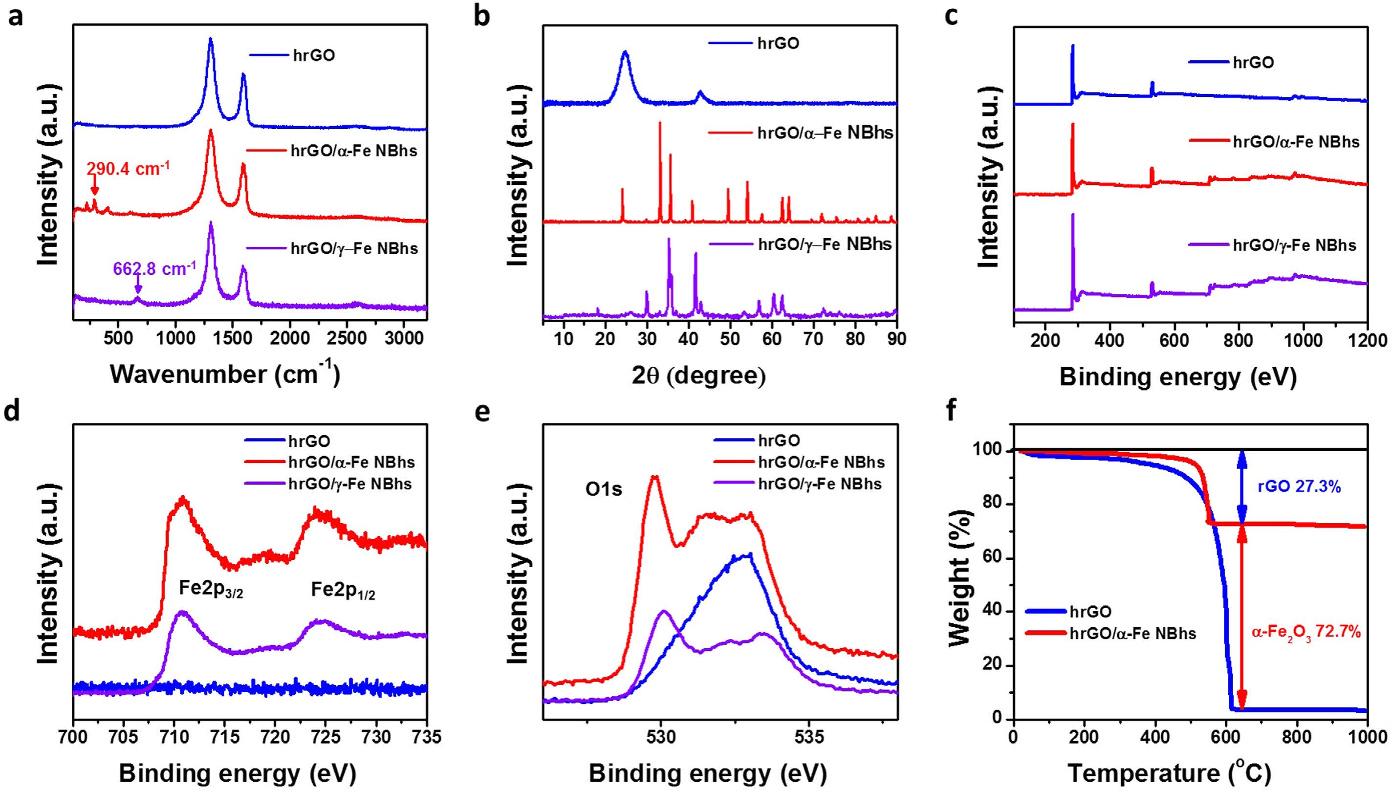 a
Intensity (a.u.)
hrGO
hrGO/α-Fe NBhs
290.4 cm-1
hrGO/γ–Fe NBhs
662.8 cm-1
500 1000 1500 2000 2500 3000
Wavenumber (cm-1)
b
Intensity (a.u.)
hrGO
hrGO/α–Fe NBhs
hrGO/γ–Fe NBhs
10 20 30 40 50 60 70 80 90
2θ (degree)
c
Intensity (a.u.)
hrGO
hrGO/α-Fe NBhs
hrGO/γ-Fe NBhs
200 400 600 800 1000 1200
Binding energy (eV)
d
Intensity (a.u.)
hrGO
hrGO/α-Fe NBhs
hrGO/γ-Fe NBhs
Fe2p3/2
Fe2p1/2
700 705 710 715 720 725 730 735
Binding energy (eV)
e
Intensity (a.u.)
hrGO
hrGO/α-Fe NBhs
hrGO/γ-Fe NBhs
O1s
530 535
Binding energy (eV)
f
Weight (%)
100
80
60
40
20
0
rGO 27.3%
hrGO
hrGO/α-Fe NBhs
α-Fe2O3 72.7%
0 200 400 600 800 1000
Temperature (oC)